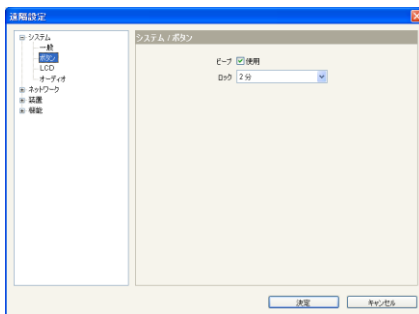 遠隔設定
システム
一般
ボタン
LCD
オーディオ
ネットワーク
装置
機能
システム / ボタン
ビープ 使用
ロック 2 分
決定
キャンセル